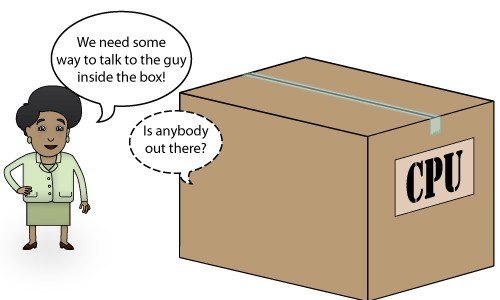 We need some
way to talk to the guy
inside the box!
Is anybody
out there?
CPU